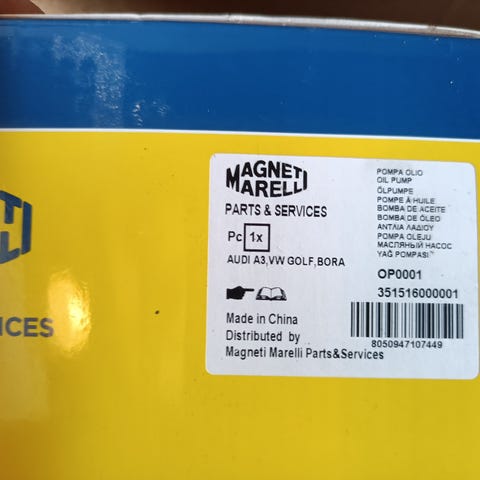 TI
LLI
ICES
MAGNETI
MARELLI
PARTS & SERVICES
Pc 1x
AUDI A3,VW GOLF,BORA
Made in China
Distributed by
Magneti Marelli Parts&Services
POMPA OLIO
OIL PUMP
ÖLPUMPE
POMPE À HUILE
BOMBA DE ACEITE
BOMBA DE ÓLEO
ΑΝΤΛΙΑ ΛΑΔΙΟΥ
POMPA OLEJU
МАСЛЯНЫЙ НАСОС
YAĞ POMPASI
OP0001
351516000001
8050947107449